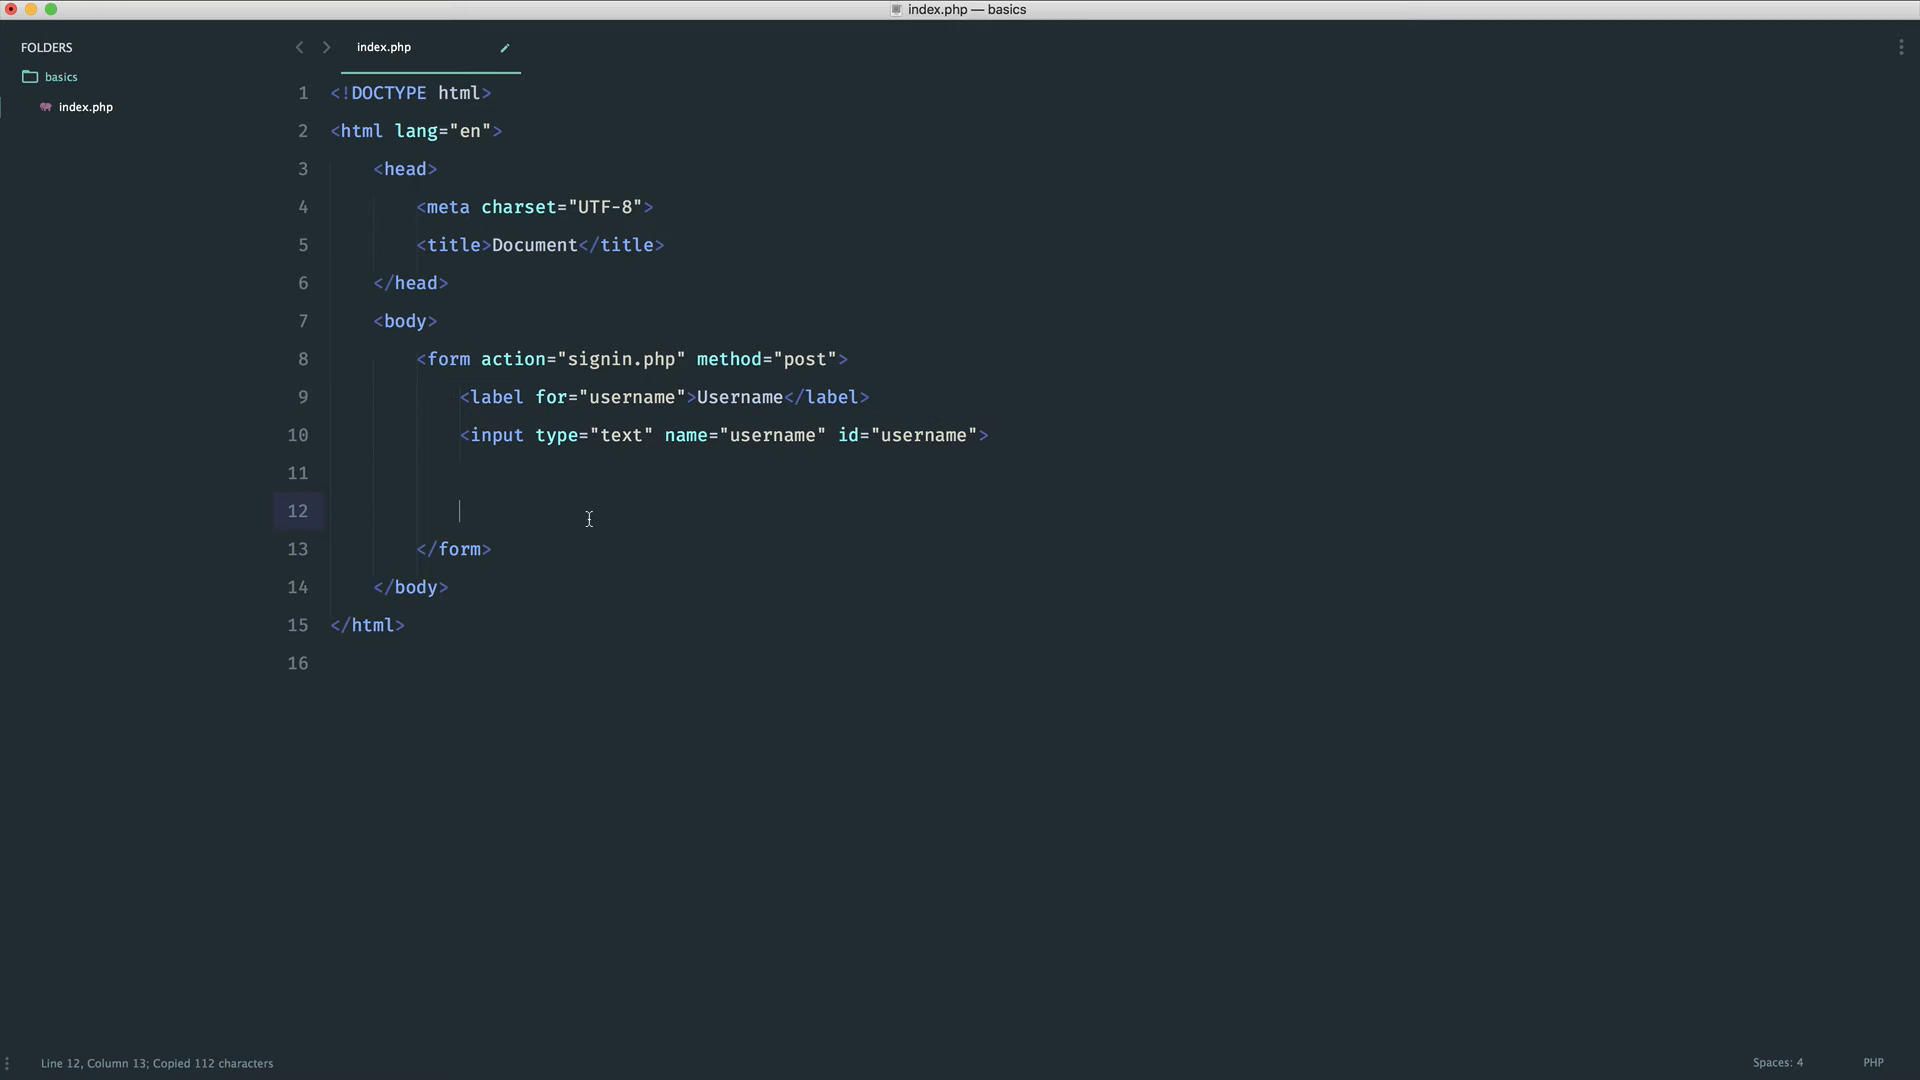 index.php — basics
FOLDERS
basics
index.php
index.php
1 <!DOCTYPE html>
2 <html lang="en">
3 <head>
4 <meta charset="UTF-8">
5 <title>Document</title>
6 </head>
7 <body>
8 <form action="signin.php" method="post">
9 <label for="username">Username</label>
10 <input type="text" name="username" id="username">
11
12
13 </form>
14 </body>
15 </html>
16
Line 12, Column 13; Copied 112 characters
Spaces: 4
PHP